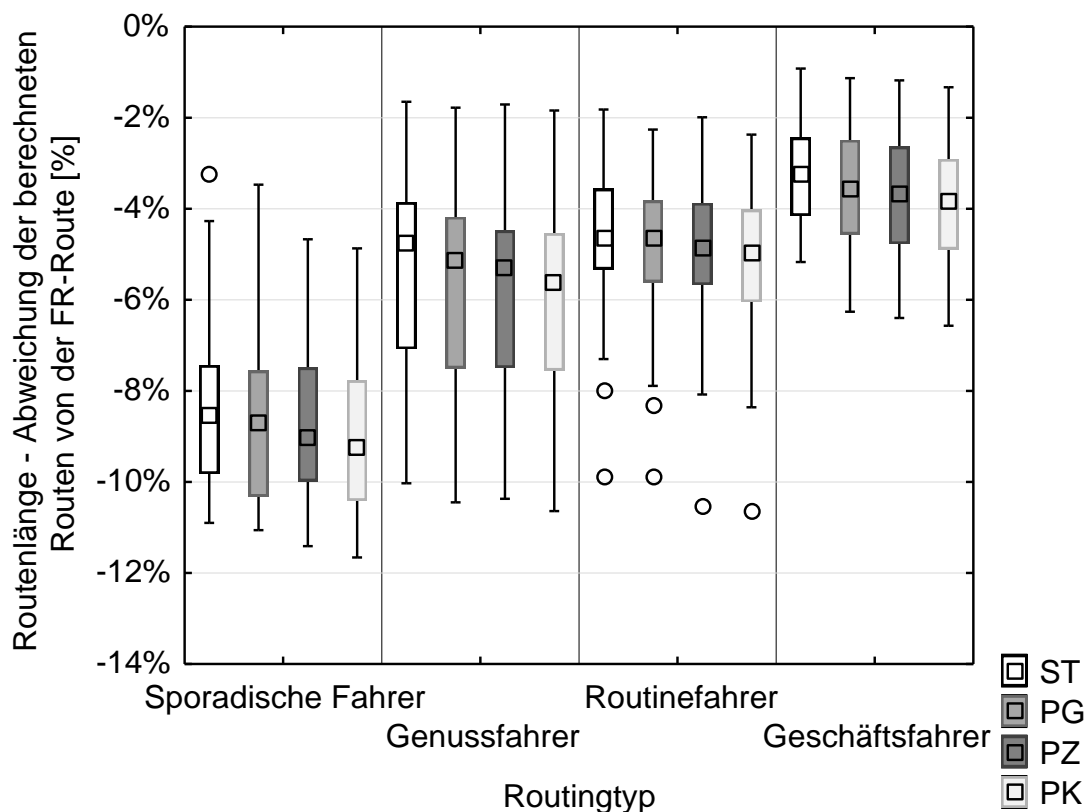 Routenlänge - Abweichung der berechneten
Routen von der FR-Route [%]
0%
-2%
-4%
-6%
-8%
-10%
-12%
-14%
Sporadische Fahrer
Genussfahrer
Routinefahrer
Geschäftsfahrer
Routingtyp
ST
PG
PZ
PK